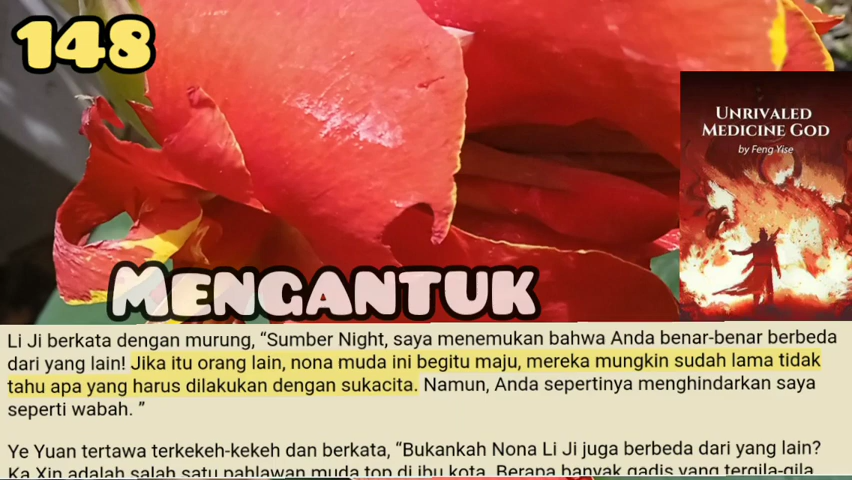 148
UNRIVALED
MEDICINE GOD
by Feng Yise
MENGANTUK
Li Ji berkata dengan murung, “Sumber Night, saya menemukan bahwa Anda benar-benar berbeda
dari yang lain! Jika itu orang lain, nona muda ini begitu maju, mereka mungkin sudah lama tidak
tahu apa yang harus dilakukan dengan sukacita. Namun, Anda sepertinya menghindarkan saya
seperti wabah. ”
Ye Yuan tertawa terkekeh-kekeh dan berkata, “Bukankah Nona Li Ji juga berbeda dari yang lain?
Ka Xin adalah salah satu pahlawan muda top di ibu kota. Berapa banyak gadis yang tergila-gila